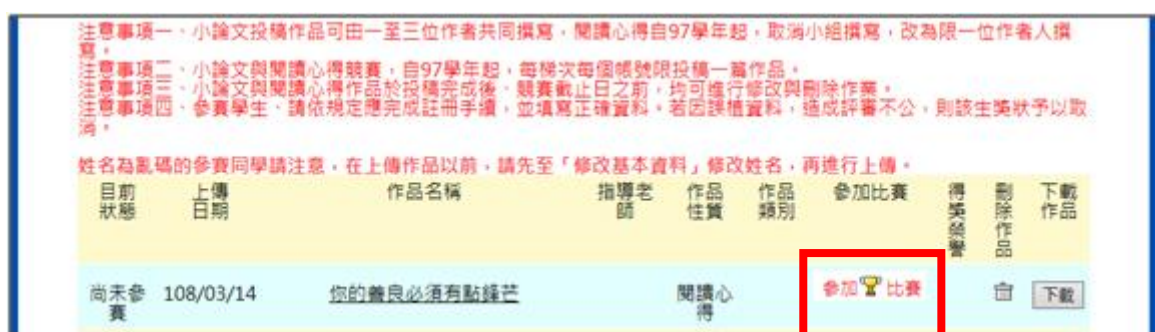 注意事項一、小論文投稿作品可由一至三位作者共同撰寫，閱讀心得自97學年起，取消小組撰寫，改為限一位作者人撰
寫。
注意事項二、小論文與閱讀心得競賽，自97學年起，每梯次每個帳號限投稿一篇作品。
注意事項三、小論文與閱讀心得作品於投稿完成後、競賽截止日之前，均可進行修改與刪除作業。
注意事項四、參賽學生、請依規定應完成註冊手續，並填寫正確資料。若因誤植資料，造成評審不公，則該生獎狀予以取
消。
姓名為亂碼的參賽同學請注意，在上傳作品以前，請先至「修改基本資料」修改姓名，再進行上傳。
目前狀態 上傳日期 作品名稱 指導老師 作品性質 作品類別 參加比賽 得獎榮譽 刪除作品 下載作品
尚未參賽 108/03/14 你的善良必須有點鋒芒 閱讀心得 參加 比賽 下載